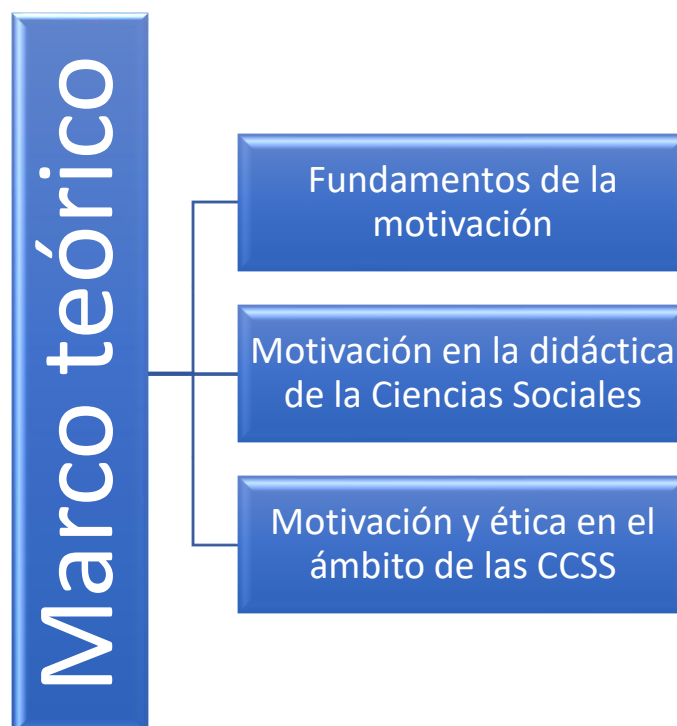 Marco teórico
Fundamentos de la
motivación
Motivación en la didáctica
de la Ciencias Sociales
Motivación y ética en el
ámbito de las CCSS